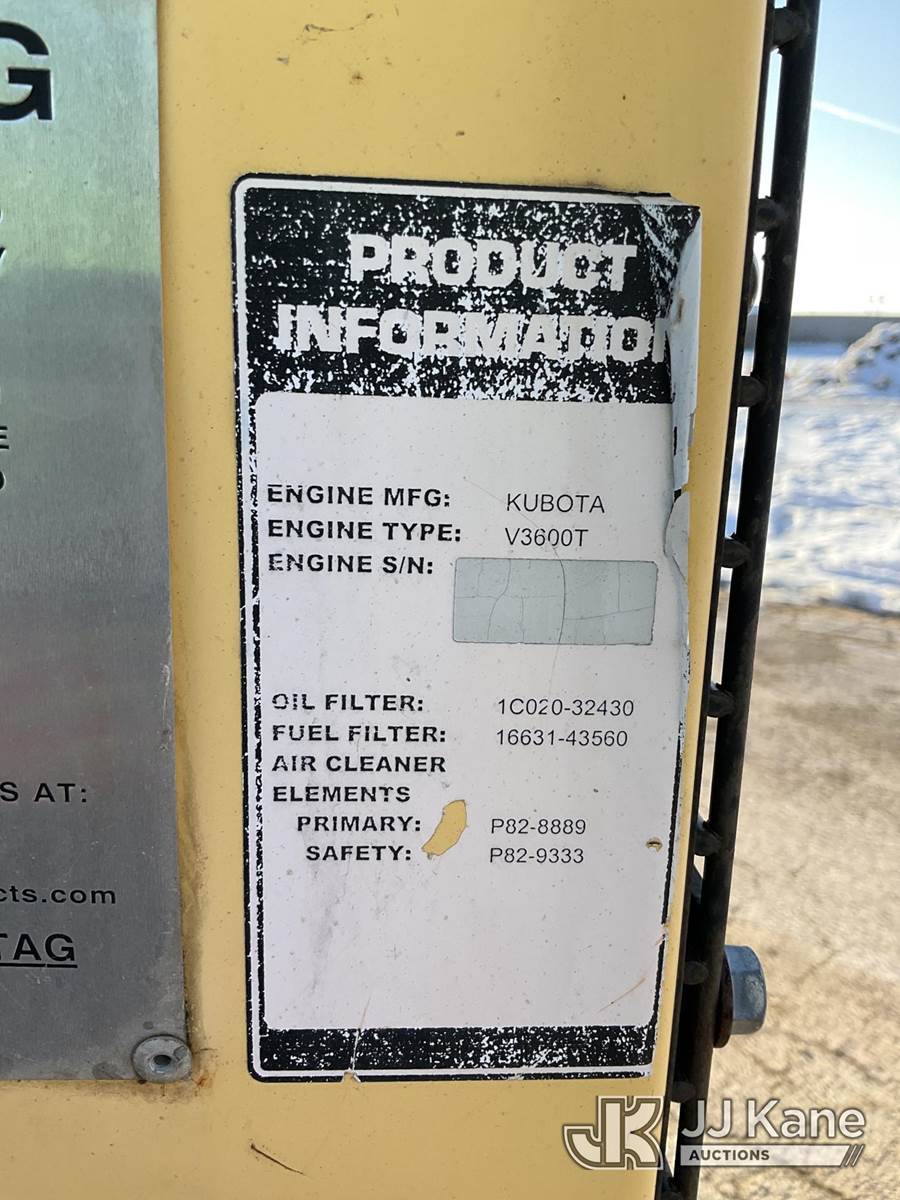 G
E
S AT:
cts.com
TAG
PRODUCT
INFORMATION
ENGINE MFG: KUBOTA
ENGINE TYPE: V3600T
ENGINE S/N:
OIL FILTER: 1C020-32430
FUEL FILTER: 16631-43560
AIR CLEANER
ELEMENTS
PRIMARY: P82-8889
SAFETY: P82-9333
JK JJ Kane
AUCTIONS